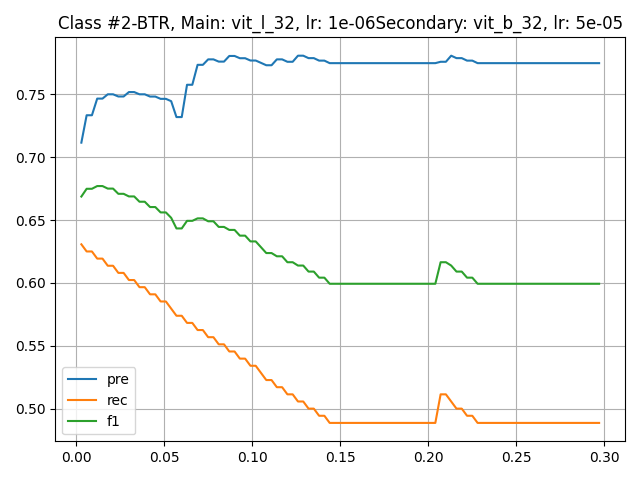 Class #2-BTR, Main: vit_l_32, lr: 1e-06Secondary: vit_b_32, lr: 5e-05
0.75
0.70
0.65
0.60
0.55
0.50
pre
rec
f1
0.00 0.05 0.10 0.15 0.20 0.25 0.30